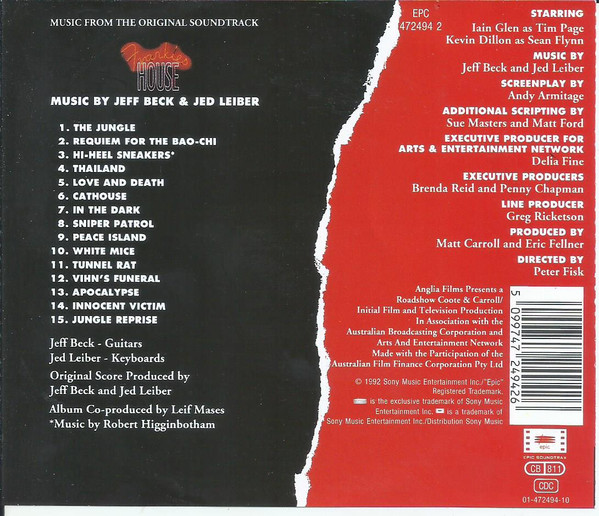 MUSIC FROM THE ORIGINAL SOUNDTRACK
Frankie's
HOUSE
MUSIC BY JEFF BECK & JED LEIBER
1. THE JUNGLE
2. REQUIEM FOR THE BAO-CHI
3. HI-HEEL SNEAKERS*
4. THAILAND
5. LOVE AND DEATH
6. CATHOUSE
7. IN THE DARK
8. SNIPER PATROL
9. PEACE ISLAND
10. WHITE MICE
11. TUNNEL RAT
12. VIHN'S FUNERAL
13. APOCALYPSE
14. INNOCENT VICTIM
15. JUNGLE REPRISE
Jeff Beck - Guitars
Jed Leiber - Keyboards
Original Score Produced by
Jeff Beck and Jed Leiber
Album Co-produced by Leif Mases
*Music by Robert Higginbotham
EPC
472494 2
STARRING
Iain Glen as Tim Page
Kevin Dillon as Sean Flynn
MUSIC BY
Jeff Beck and Jed Leiber
SCREENPLAY BY
Andy Armitage
ADDITIONAL SCRIPTING BY
Sue Masters and Matt Ford
EXECUTIVE PRODUCER FOR
ARTS & ENTERTAINMENT NETWORK
Delia Fine
EXECUTIVE PRODUCERS
Brenda Reid and Penny Chapman
LINE PRODUCER
Greg Ricketson
PRODUCED BY
Matt Carroll and Eric Fellner
DIRECTED BY
Peter Fisk
Anglia Films Presents a
Roadshow Coote & Carroll/
Initial Film and Television Production
In Association with the
Australian Broadcasting Corporation and
Arts And Entertainment Network
Made with the Participation of the
Australian Film Finance Corporation Pty Ltd
© 1992 Sony Music Entertainment Inc./"Epic"
Registered Trademark.
is the exclusive trademark of Sony Music
Entertainment Inc. is a trademark of
Sony Music Entertainment Inc./Distribution Sony Music
5 099747 249426
EPIC
EPIC SOUNDTRAX
CB 811
CDC
01-472494-10